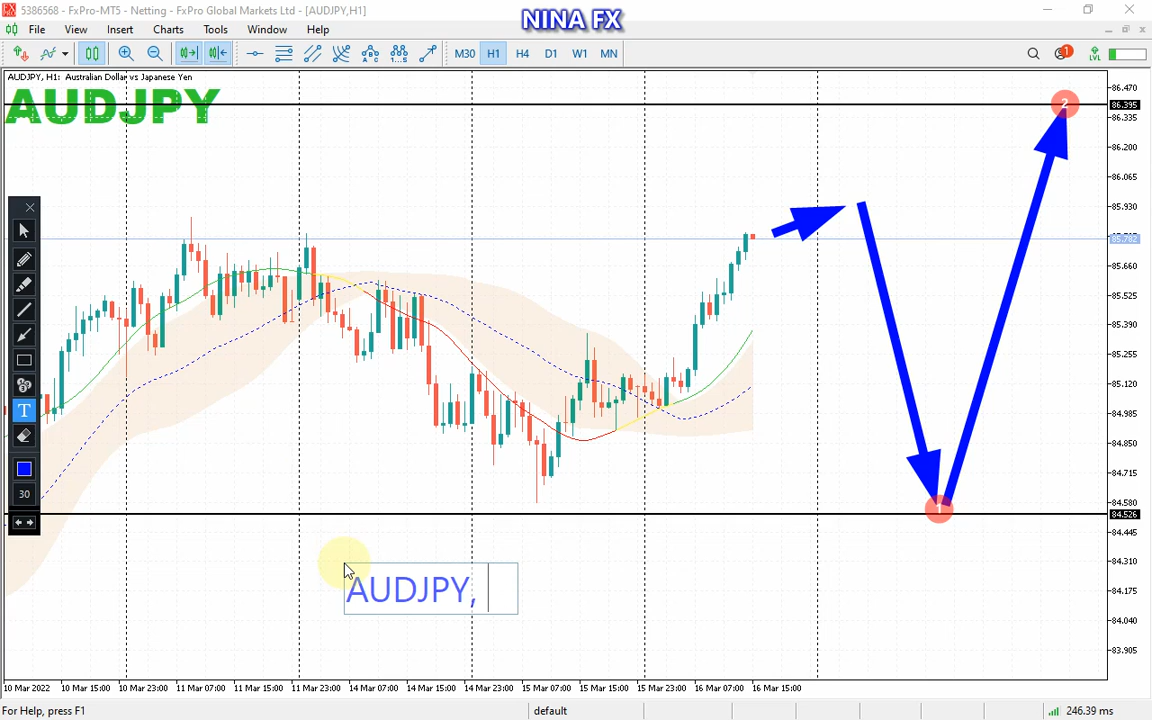 5386568 - FxPro-MT5 - Netting - FxPro Global Markets Ltd - [AUDJPY,H1]
NINA FX
File View Insert Charts Tools Window Help
1
LVL
M30 H1 H4 D1 W1 MN
AUDJPY, H1: Australian Dollar vs Japanese Yen
AUDJPY
86.470
86.395
86.335
86.200
86.065
85.930
85.782
85.660
85.525
85.390
85.255
85.120
84.985
84.850
84.715
84.580
84.526
84.445
84.310
84.175
84.040
83.905
2
1
T
30
AUDJPY,
10 Mar 2022 10 Mar 15:00 10 Mar 23:00 11 Mar 07:00 11 Mar 15:00 11 Mar 23:00 14 Mar 07:00 14 Mar 15:00 14 Mar 23:00 15 Mar 07:00 15 Mar 15:00 15 Mar 23:00 16 Mar 07:00 16 Mar 15:00
For Help, press F1 default 246.39 ms